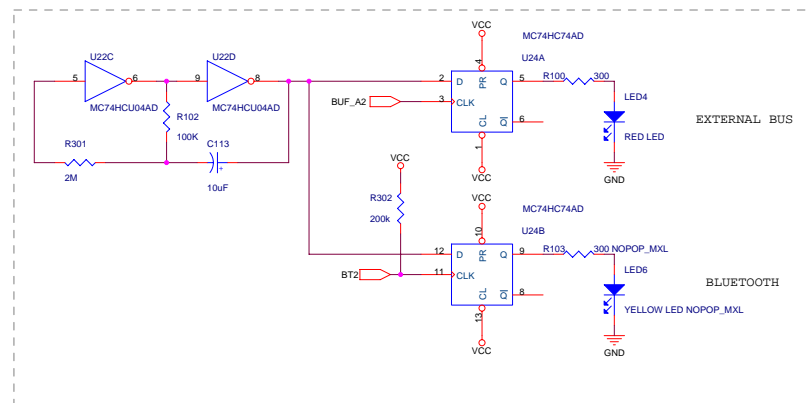 VCC
MC74HC74AD
U22C
U22D
U24A
4
5
6
9
8
2
D
PR
Q
5
R100
300
MC74HCU04AD
MC74HCU04AD
BUF_A2
3
CLK
LED4
R102
100K
CL
Q|
6
EXTERNAL BUS
RED LED
R301
C113
1
VCC
VCC
GND
2M
10uF
R302
200k
MC74HC74AD
VCC
10
U24B
12
D
PR
Q
9
R103
300 NOPOP_MXL
BT2
11
CLK
LED6
BLUETOOTH
CL
Q|
8
YELLOW LED NOPOP_MXL
13
VCC
GND
+